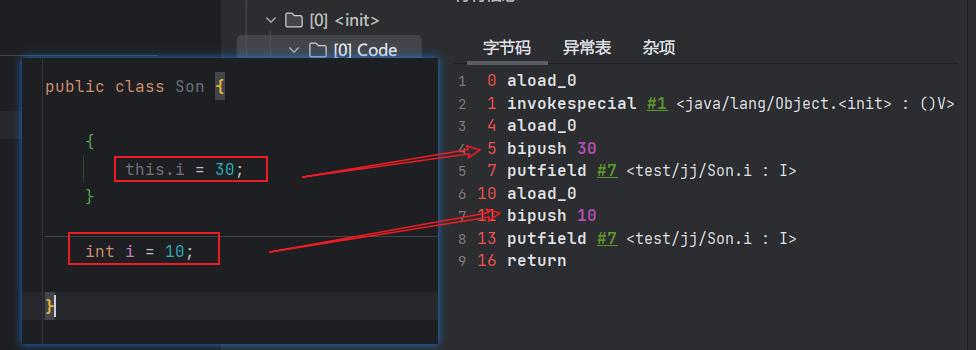 [0] <init>
[0] Code
public class Son {
{
this.i = 30;
}
int i = 10;
}
字节码 异常表 杂项
1 0 aload_0
2 1 invokespecial #1 <java/lang/Object.<init> : ()V>
3 4 aload_0
4 5 bipush 30
5 7 putfield #7 <test/jj/Son.i : I>
6 10 aload_0
7 11 bipush 10
8 13 putfield #7 <test/jj/Son.i : I>
9 16 return